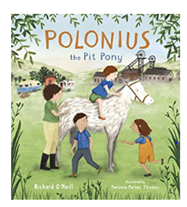 POLONIUS
the Pit Pony
Richard O'Neill
Illustrated by
Feronia Parker Thomas